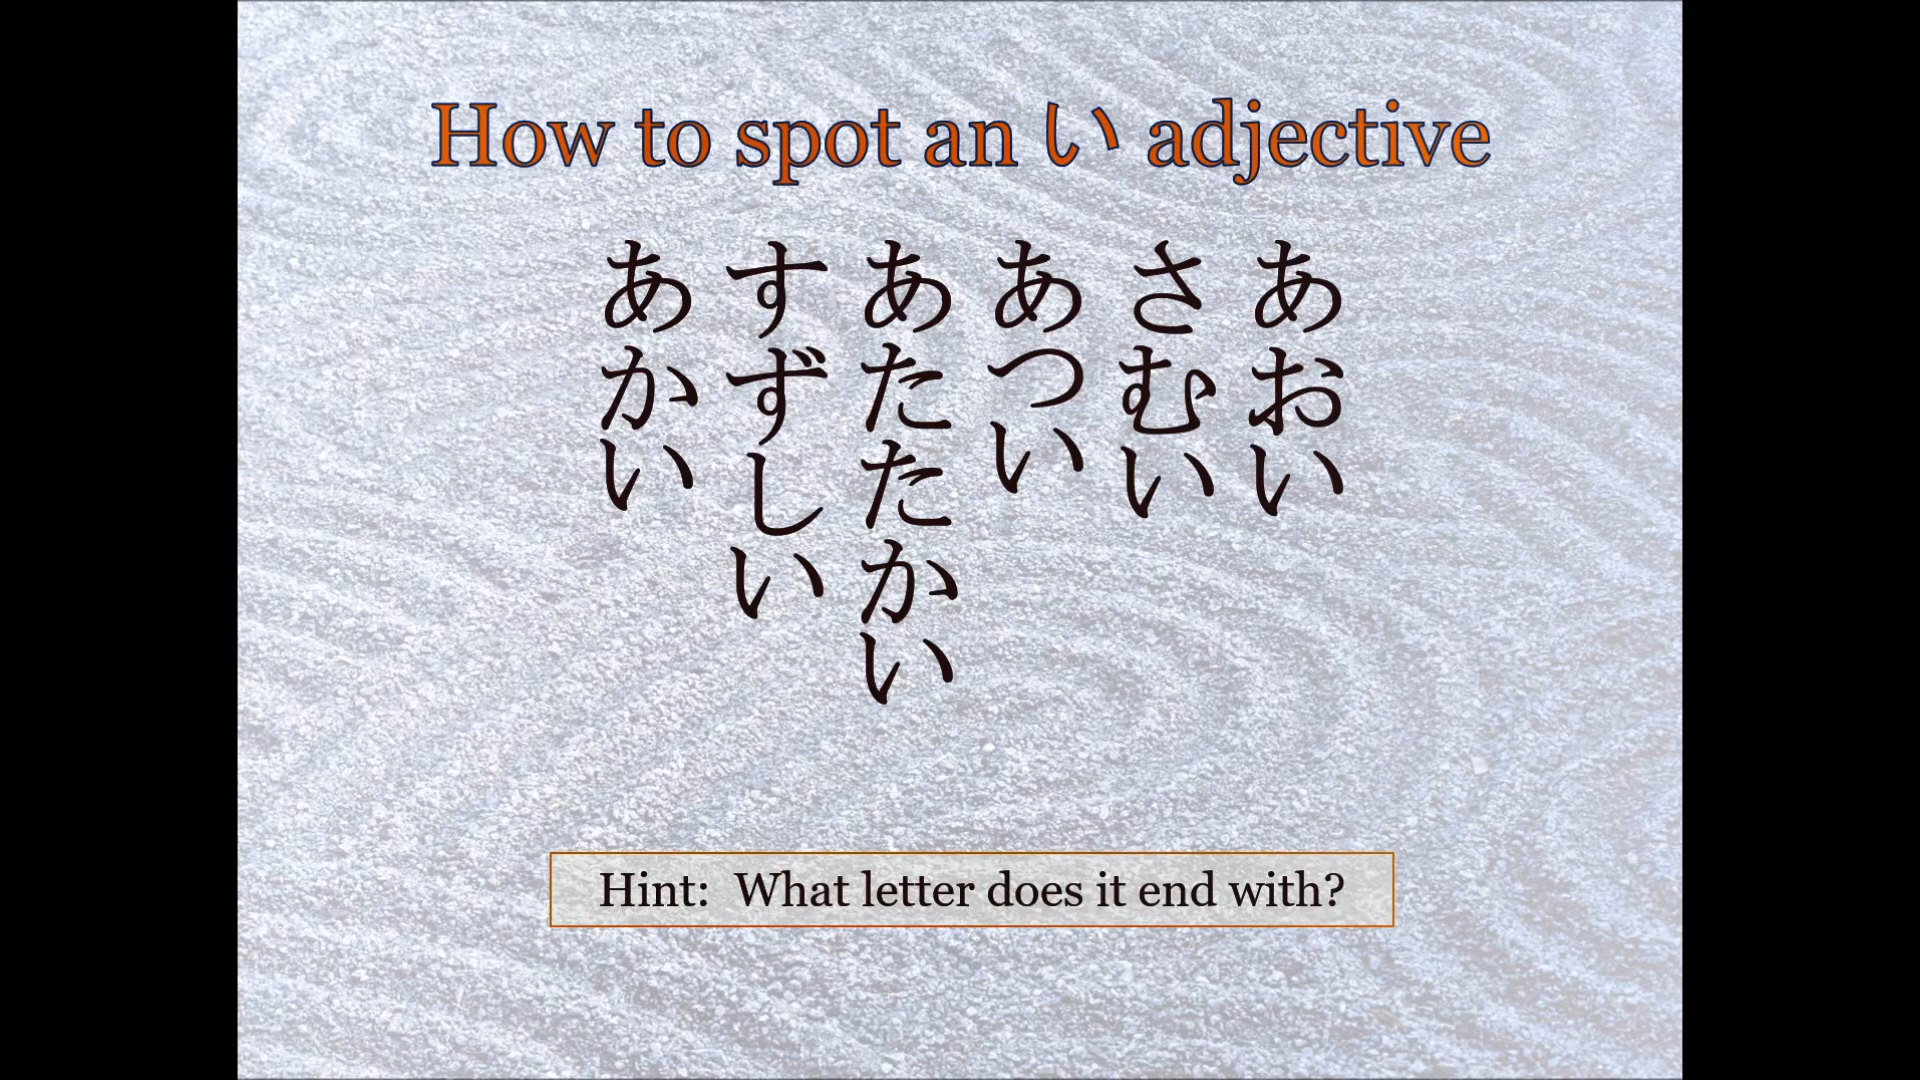 How to spot an い adjective
あおい
さむい
あつい
あたたかい
すずしい
あかい
Hint: What letter does it end with?